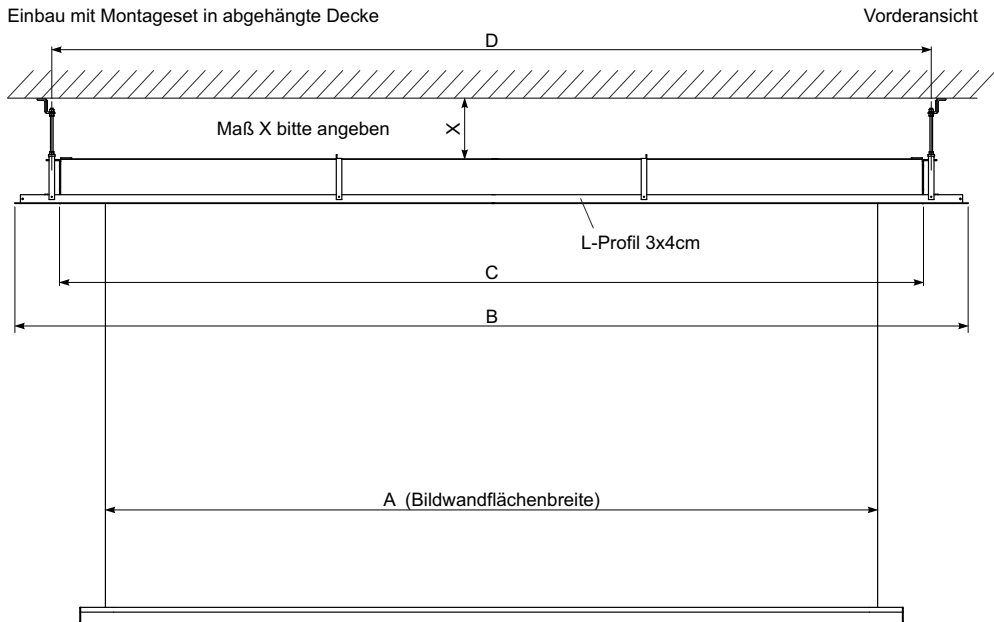 Einbau mit Montageset in abgehängte Decke
Vorderansicht
D
Maß X bitte angeben
X
L-Profil 3x4cm
C
B
A (Bildwandflächenbreite)